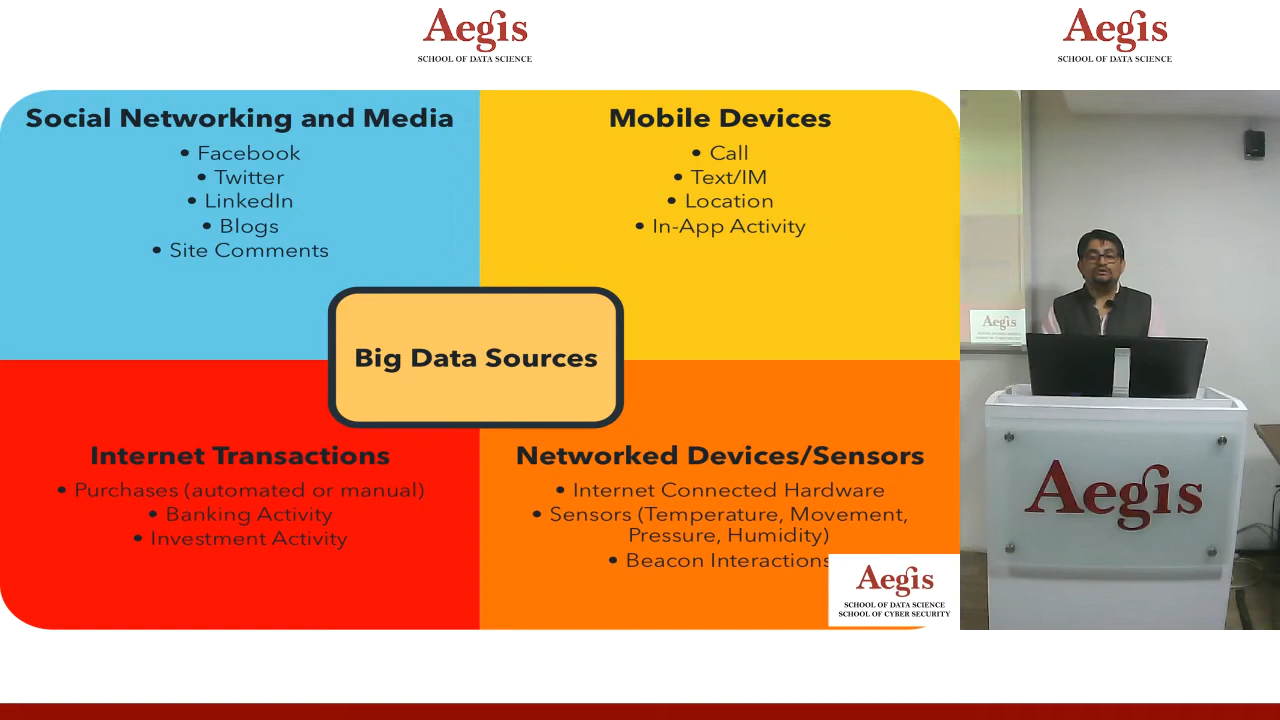 Aegis
SCHOOL OF DATA SCIENCE
Aegis
SCHOOL OF DATA SCIENCE
Social Networking and Media
• Facebook
• Twitter
• LinkedIn
• Blogs
• Site Comments
Mobile Devices
• Call
• Text/IM
• Location
• In-App Activity
Big Data Sources
Internet Transactions
• Purchases (automated or manual)
• Banking Activity
• Investment Activity
Networked Devices/Sensors
• Internet Connected Hardware
• Sensors (Temperature, Movement,
Pressure, Humidity)
• Beacon Interactions
Aegis
SCHOOL OF DATA SCIENCE
SCHOOL OF CYBER SECURITY
Aegis
Aegis